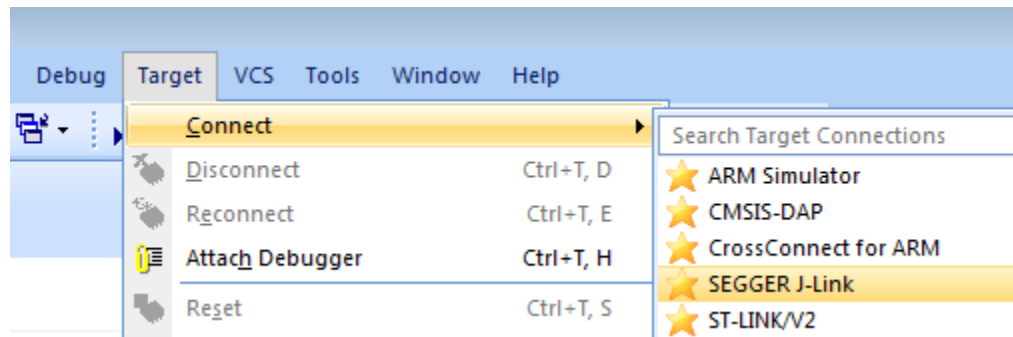 Debug Target VCS Tools Window Help
Connect
Search Target Connections
Disconnect Ctrl+T, D
ARM Simulator
Reconnect Ctrl+T, E
CMSIS-DAP
Attach Debugger Ctrl+T, H
CrossConnect for ARM
SEGGER J-Link
Reset Ctrl+T, S
ST-LINK/V2